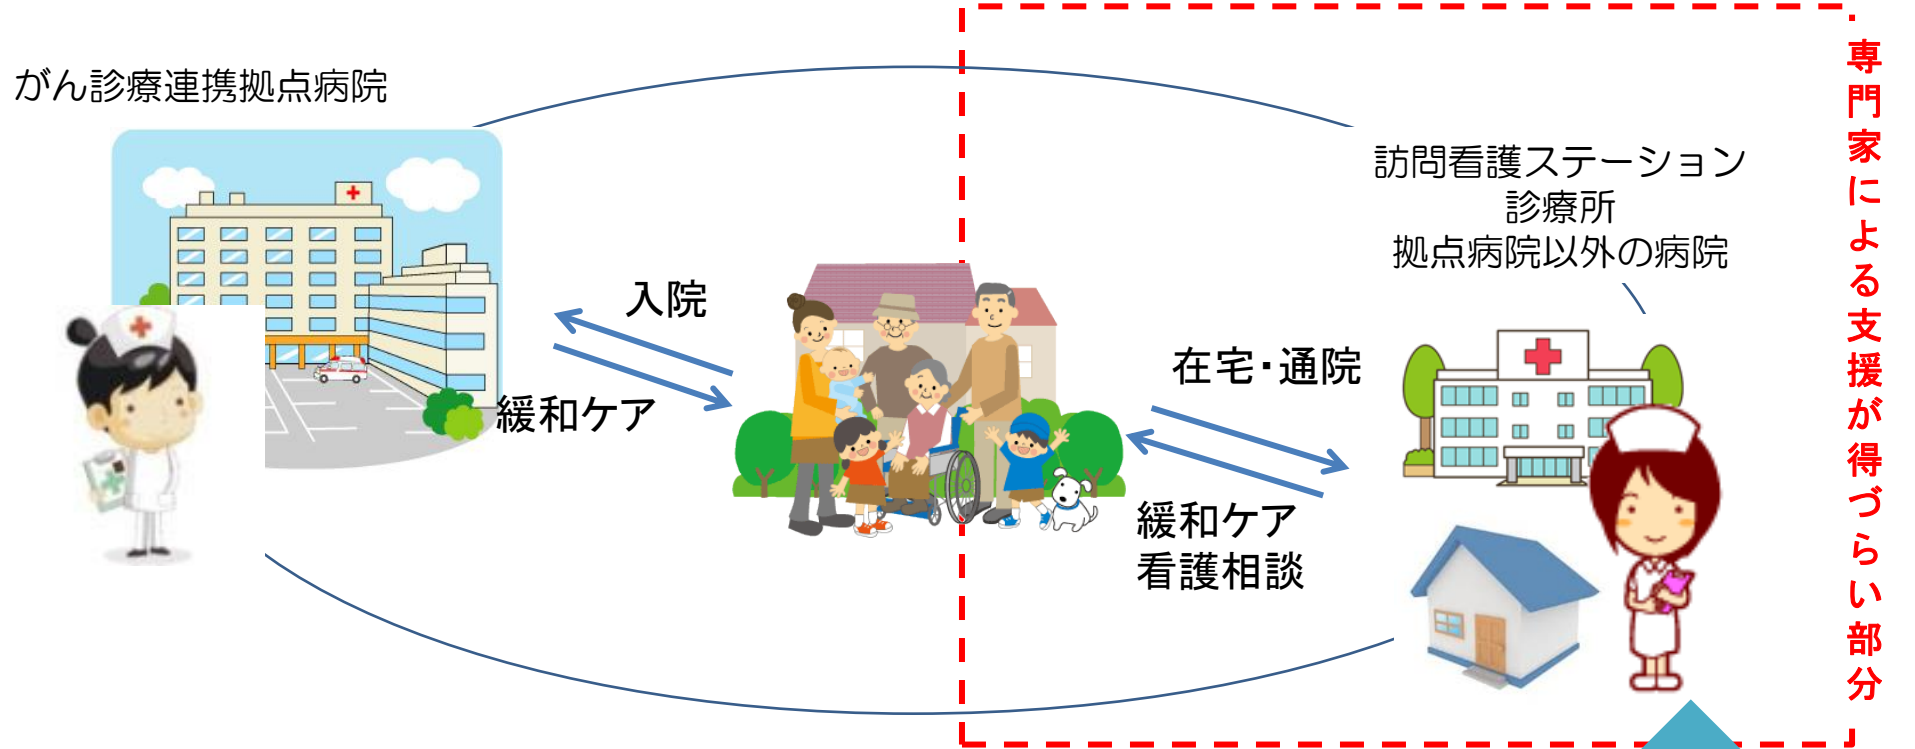 がん診療連携拠点病院
入院
緩和ケア
訪問看護ステーション
診療所
拠点病院以外の病院
在宅・通院
緩和ケア
看護相談
専門家による支援が得づらい部分